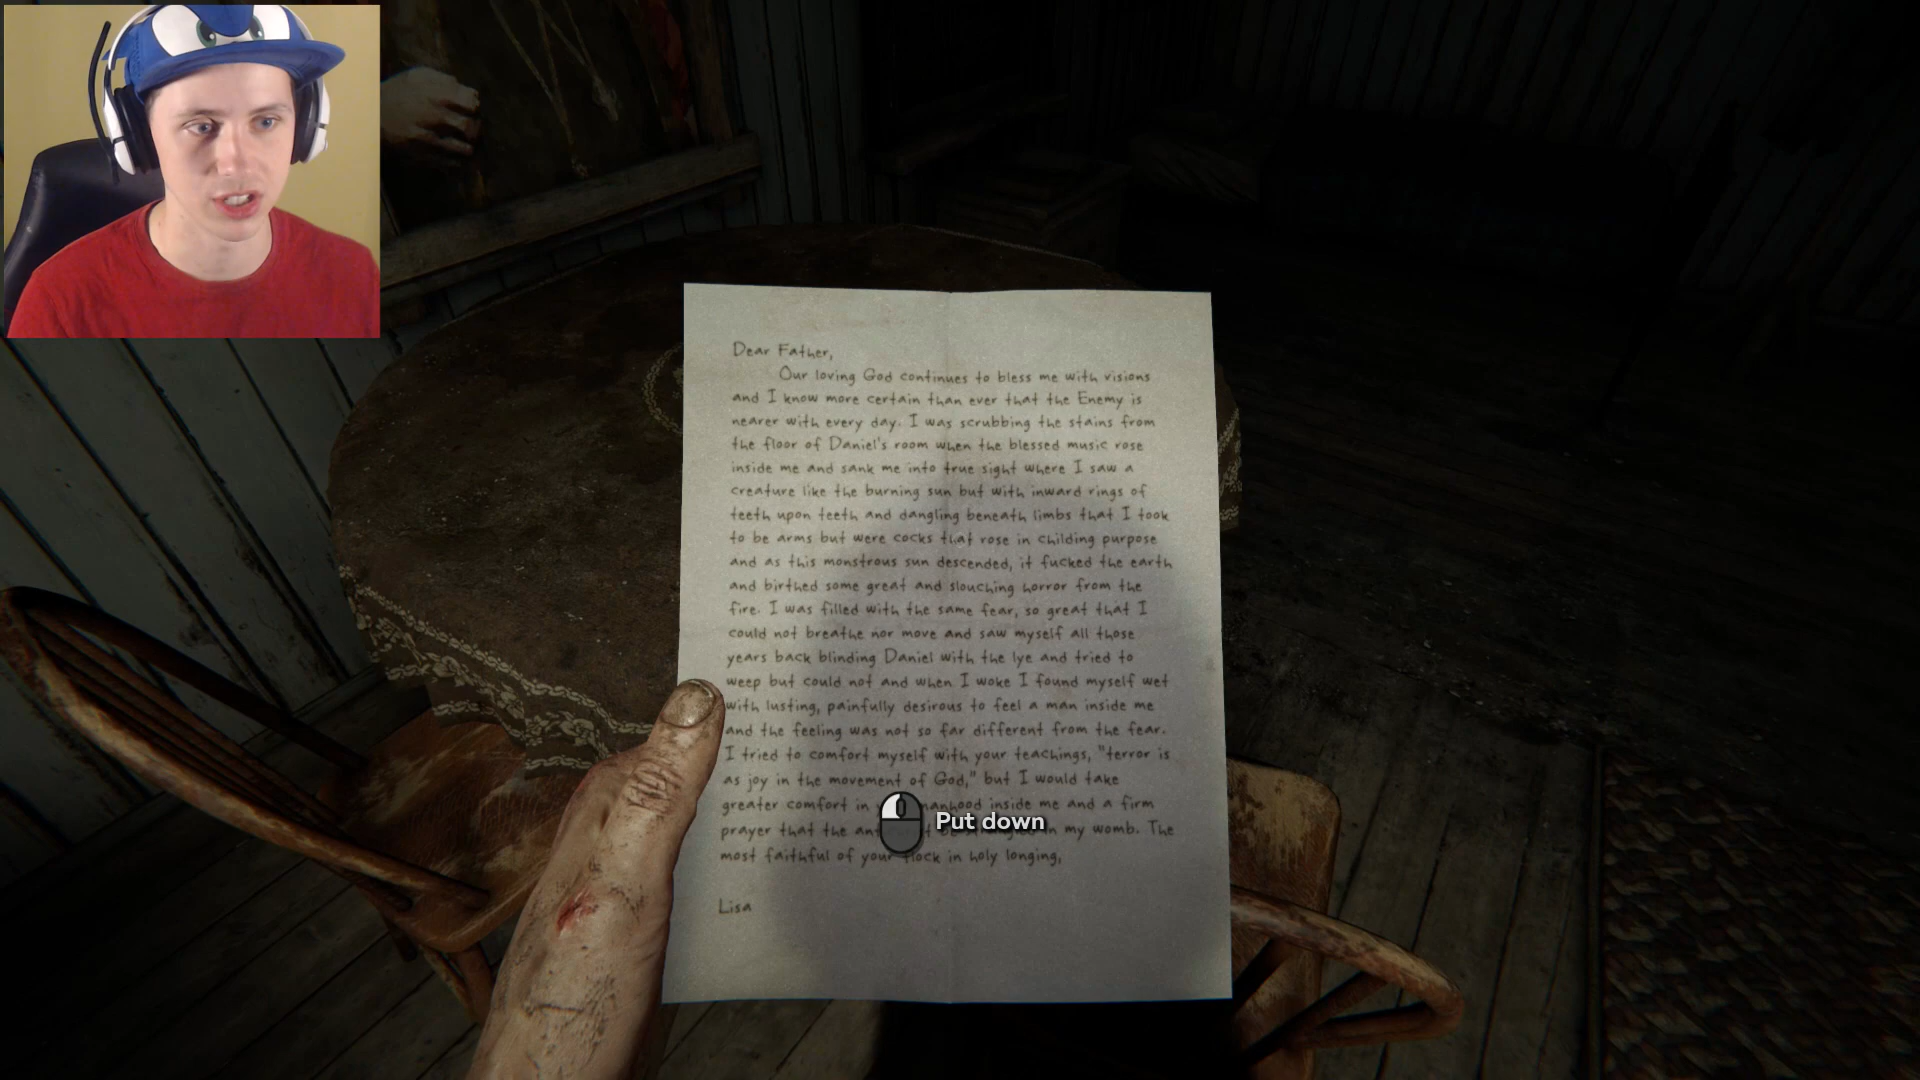 Dear Father,
Our loving God continues to bless me with visions
and I know more certain than ever that the Enemy is
nearer with every day. I was scrubbing the stains from
the floor of Daniel's room when the blessed music rose
inside me and sank me into true sight where I saw a
creature like the burning sun but with inward rings of
teeth upon teeth and dangling beneath limbs that I took
to be arms but were cocks that rose in childing purpose
and as this monstrous sun descended, it fucked the earth
and birthed some great and slouching horror from the
fire. I was filled with the same fear, so great that I
could not breathe nor move and saw myself all those
years back blinding Daniel with the lye and tried to
weep but could not and when I woke I found myself wet
with lusting, painfully desirous to feel a man inside me
and the feeling was not so far different from the fear.
I tried to comfort myself with your teachings, "terror is
as joy in the movement of God," but I would take
greater comfort in manhood inside me and a firm
prayer that the in my womb. The
most faithful of your flock in holy longing,
Lisa
Put down